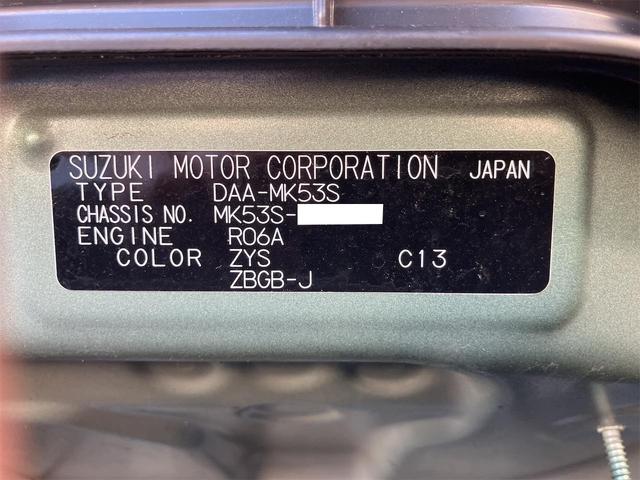 SUZUKI MOTOR CORPORATION JAPAN
TYPE DAA-MK53S
CHASSIS NO. MK53S-
ENGINE R06A
COLOR ZYS C13
ZBGB-J